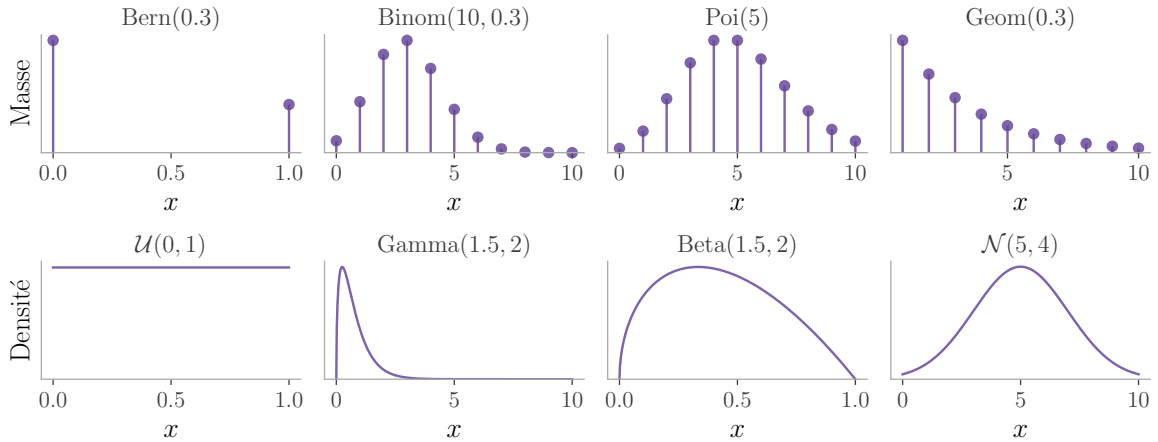 Bern(0.3) Binom(10, 0.3) Poi(5) Geom(0.3)
Masse
0.0 0.5 1.0 0 5 10 0 5 10 0 5 10
x x x x
𝒰(0, 1) Gamma(1.5, 2) Beta(1.5, 2) 𝒩(5, 4)
Densité
0.0 0.5 1.0 0 5 10 0.0 0.5 1.0 0 5 10
x x x x